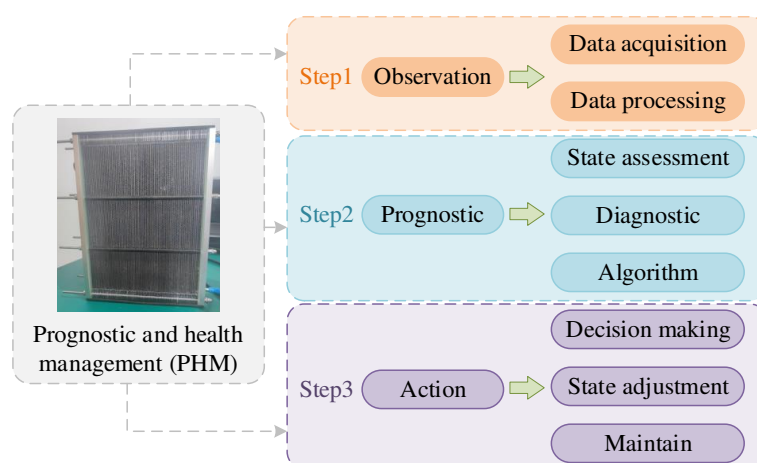 Step1
Observation
Data acquisition
Data processing
Step2
Prognostic
State assessment
Diagnostic
Algorithm
Prognostic and health
management (PHM)
Step3
Action
Decision making
State adjustment
Maintain